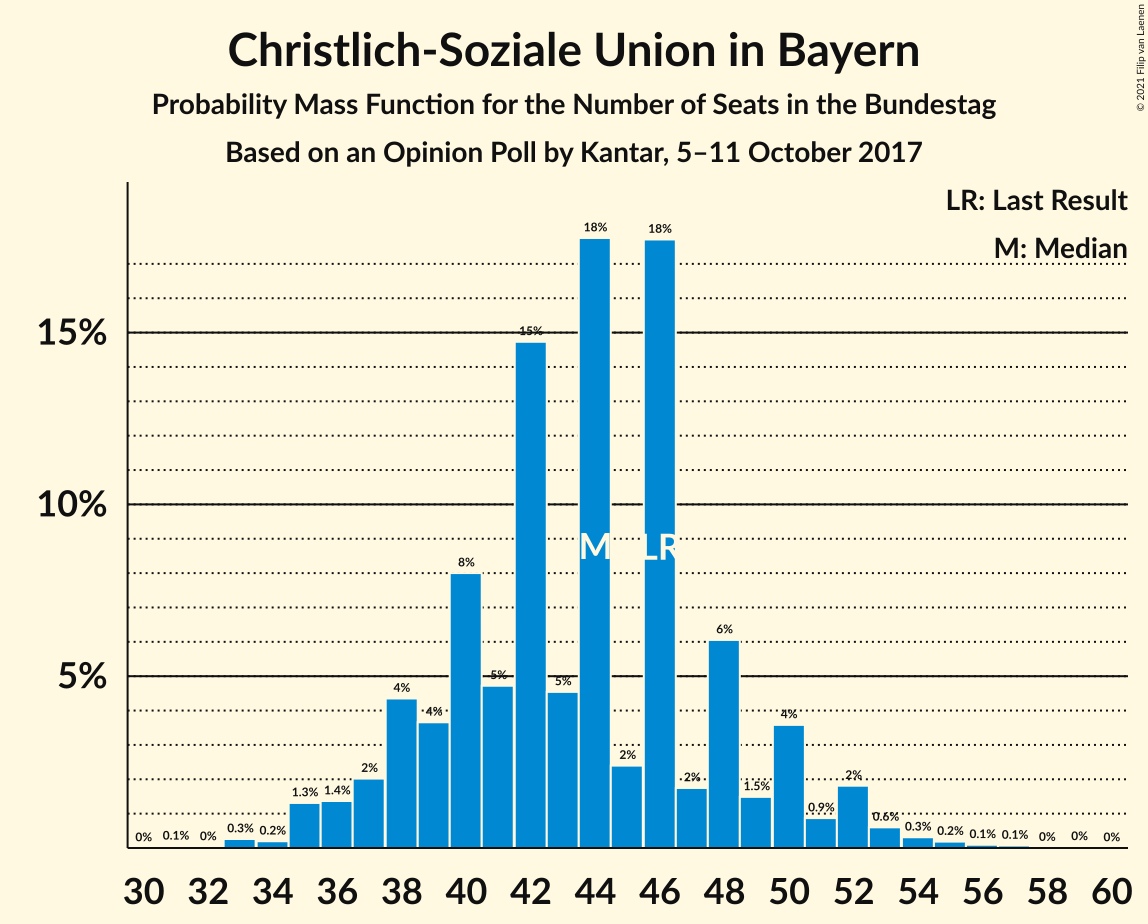 Christlich-Soziale Union in Bayern
Probability Mass Function for the Number of Seats in the Bundestag
Based on an Opinion Poll by Kantar, 5–11 October 2017
© 2021 Filip van Laenen
LR: Last Result
M: Median
15%
10%
5%
0% 0.1% 0% 0.3% 0.2% 1.3% 1.4% 2% 4% 4% 8% 5% 15% 5% 18% 2% 18% 2% 6% 1.5% 4% 0.9% 2% 0.6% 0.3% 0.2% 0.1% 0.1% 0% 0% 0%
M LR
30 32 34 36 38 40 42 44 46 48 50 52 54 56 58 60